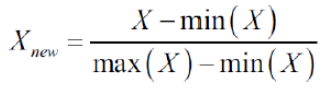 X_new = (X − min(X)) / (max(X) − min(X))